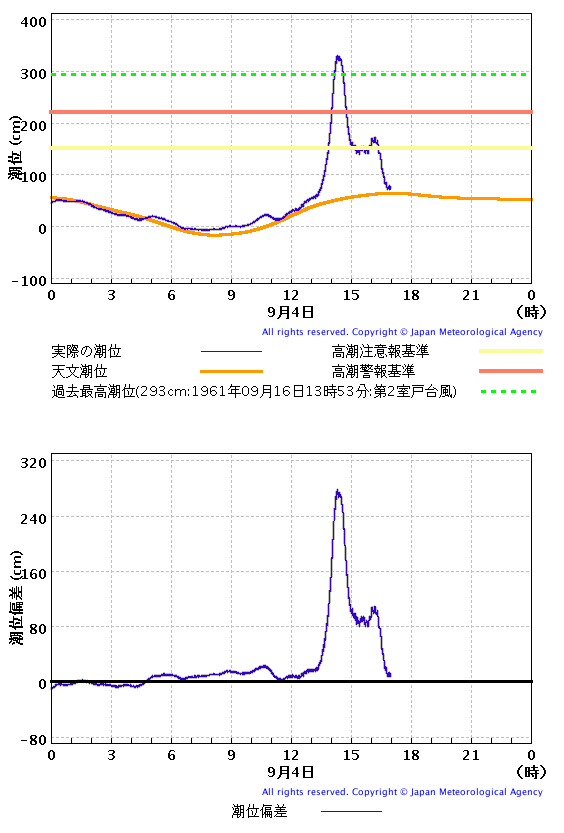 400
300
200
100
0
-100
潮位 (cm)
0 3 6 9 12 15 18 21 0
9月4日 (時)
All rights reserved. Copyright © Japan Meteorological Agency
実際の潮位 高潮注意報基準
天文潮位 高潮警報基準
過去最高潮位(293cm:1961年09月16日13時53分:第2室戸台風)
320
240
160
80
0
-80
潮位偏差 (cm)
0 3 6 9 12 15 18 21 0
9月4日 (時)
All rights reserved. Copyright © Japan Meteorological Agency
潮位偏差